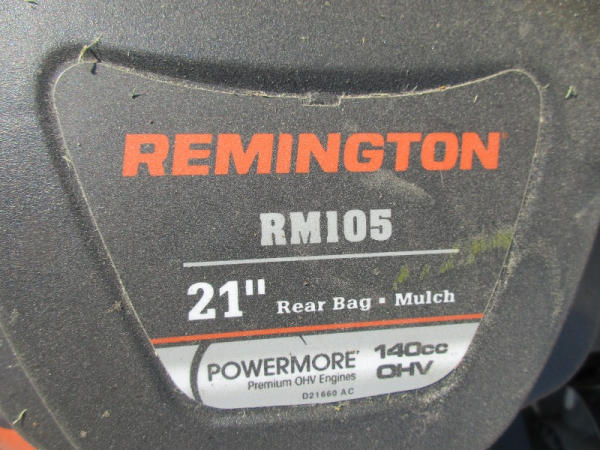 REMINGTON
RM105
21" Rear Bag ▪ Mulch
POWERMORE® 140cc
Premium OHV Engines OHV
D21660 AC